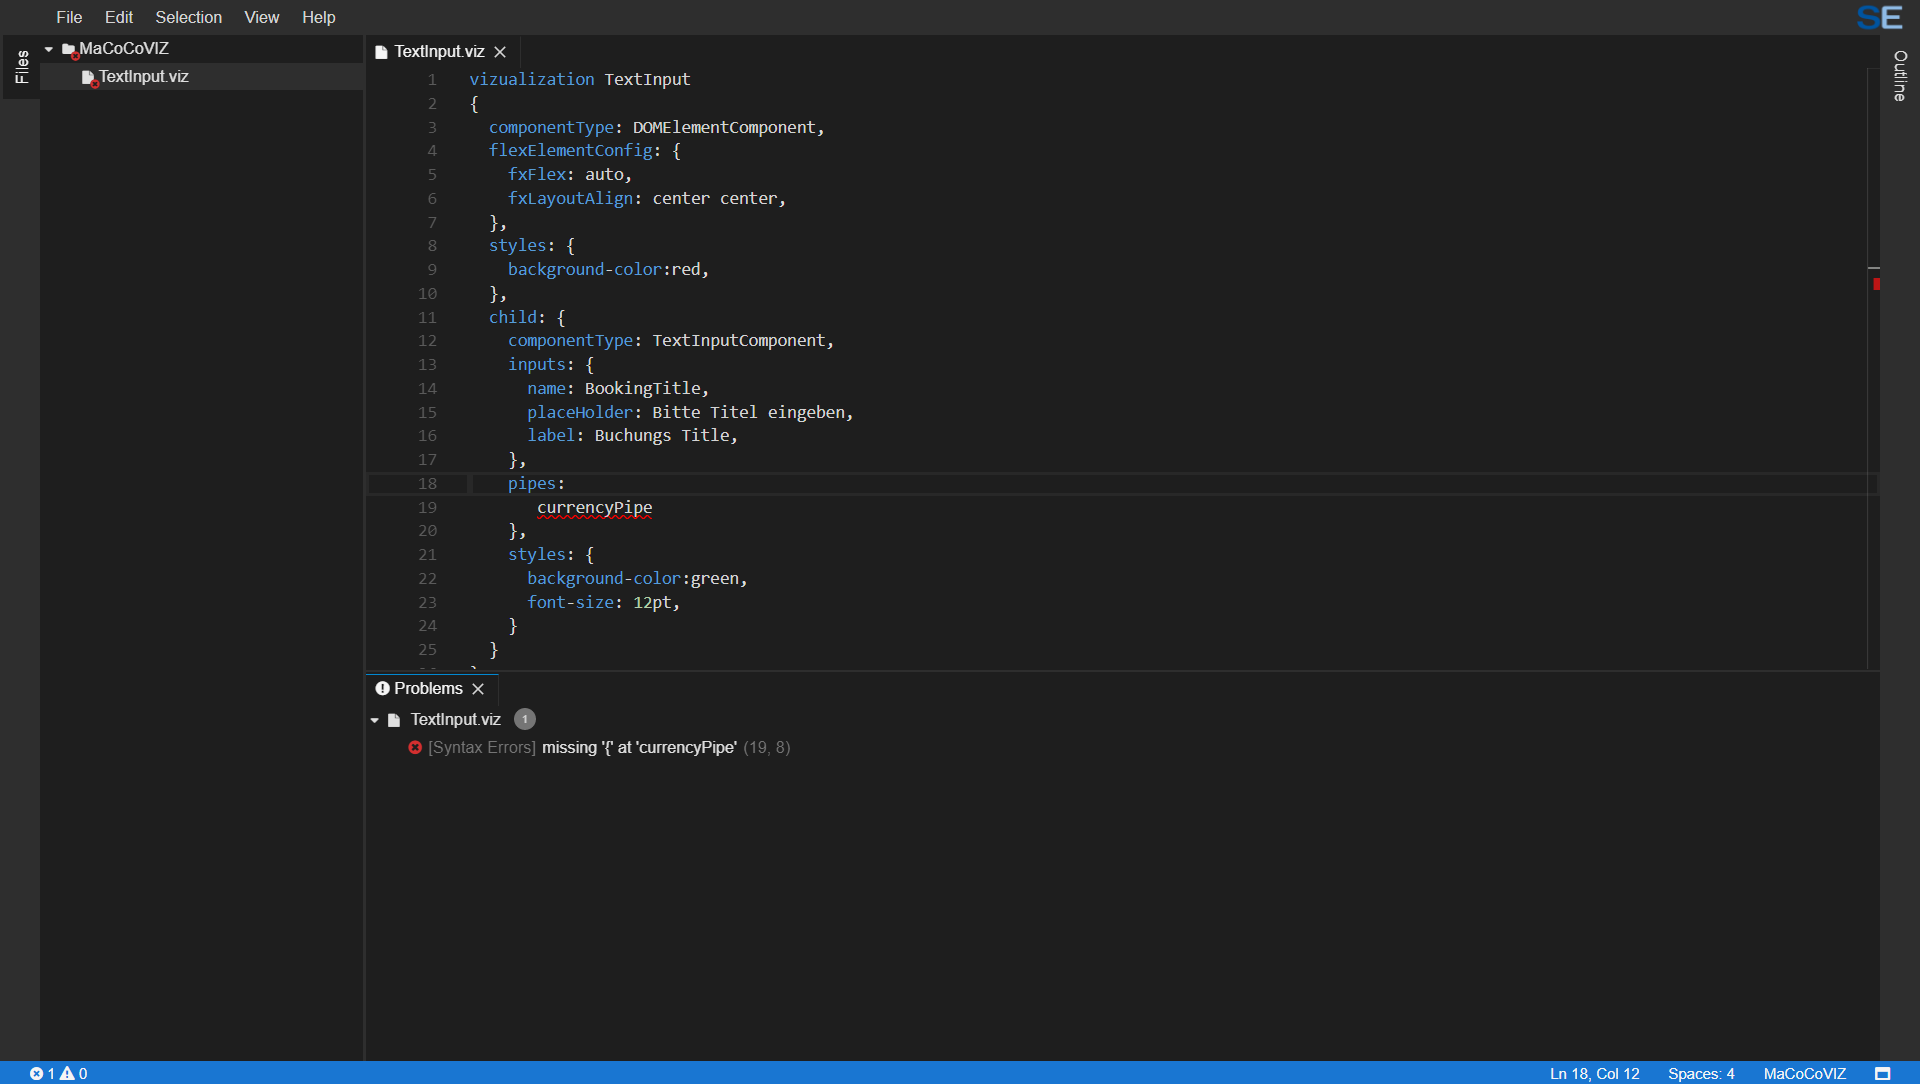 File Edit Selection View Help
SE
Files
MaCoCoVIZ
TextInput.viz
TextInput.viz
Outline
1 vizualization TextInput
2 {
3 componentType: DOMElementComponent,
4 flexElementConfig: {
5 fxFlex: auto,
6 fxLayoutAlign: center center,
7 },
8 styles: {
9 background-color:red,
10 },
11 child: {
12 componentType: TextInputComponent,
13 inputs: {
14 name: BookingTitle,
15 placeHolder: Bitte Titel eingeben,
16 label: Buchungs Title,
17 },
18 pipes:
19 currencyPipe
20 },
21 styles: {
22 background-color:green,
23 font-size: 12pt,
24 }
25 }
Problems
TextInput.viz 1
[Syntax Errors] missing '{' at 'currencyPipe' (19, 8)
1 0
Ln 18, Col 12 Spaces: 4 MaCoCoVIZ